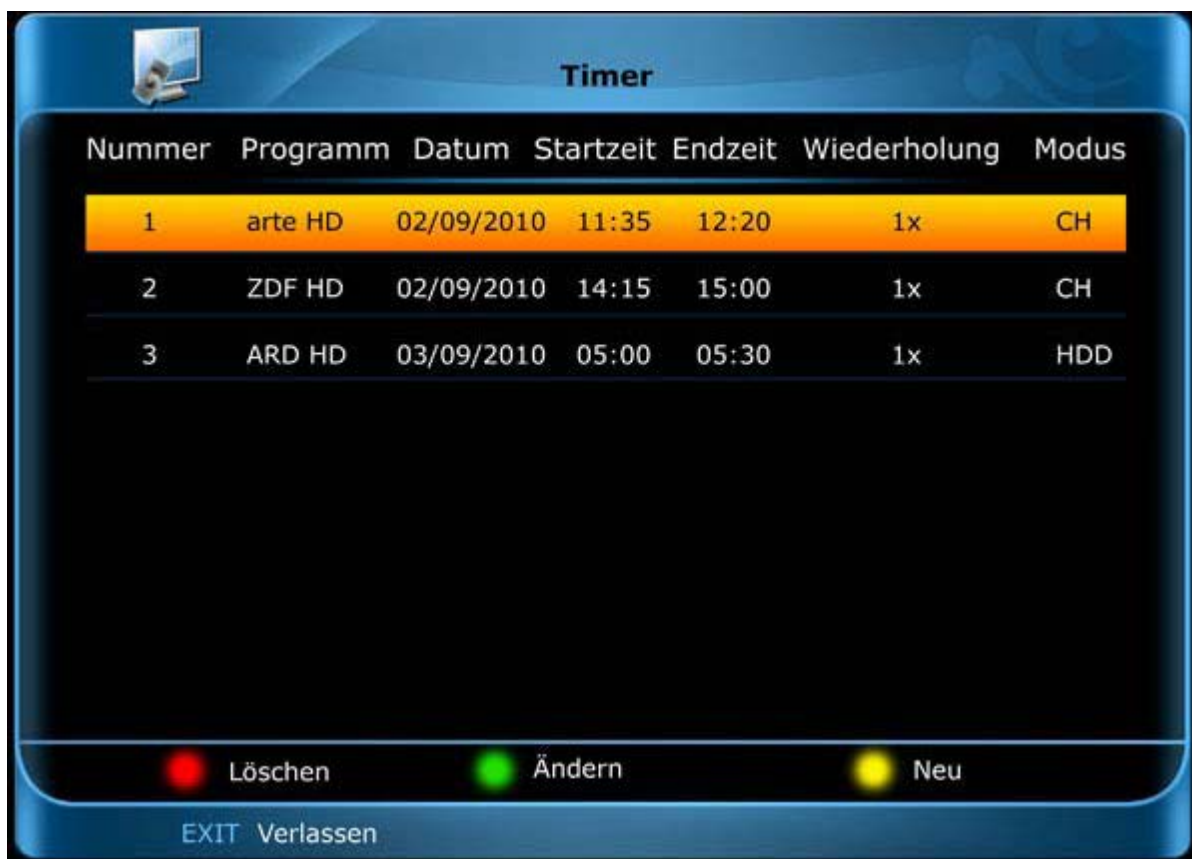 Timer
Nummer Programm Datum Startzeit Endzeit Wiederholung Modus
1 arte HD 02/09/2010 11:35 12:20 1x CH
2 ZDF HD 02/09/2010 14:15 15:00 1x CH
3 ARD HD 03/09/2010 05:00 05:30 1x HDD
Löschen Ändern Neu
EXIT Verlassen